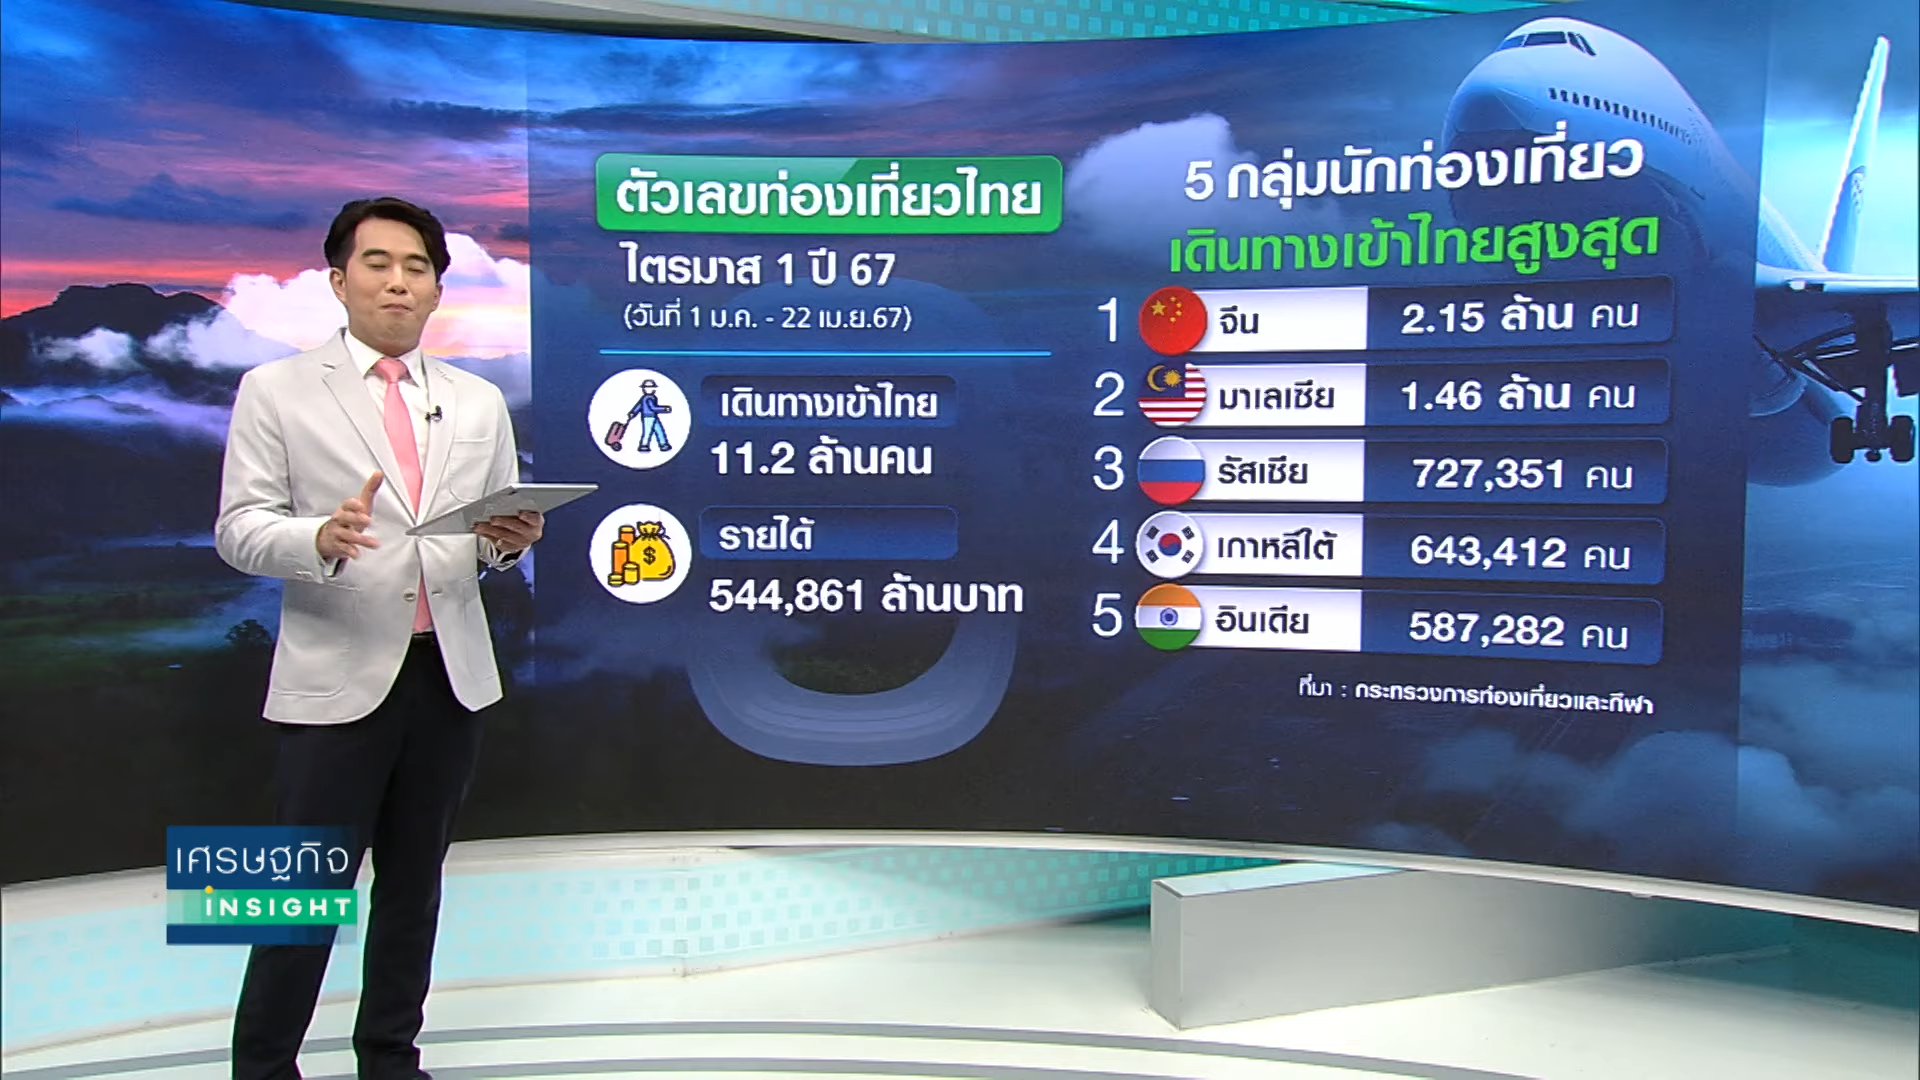 ตัวเลขท่องเที่ยวไทย
ไตรมาส 1 ปี 67
(วันที่ 1 ม.ค. - 22 เม.ย.67)
เดินทางเข้าไทย
11.2 ล้านคน
รายได้
544,861 ล้านบาท
5 กลุ่มนักท่องเที่ยว
เดินทางเข้าไทยสูงสุด
1 จีน 2.15 ล้าน คน
2 มาเลเซีย 1.46 ล้าน คน
3 รัสเซีย 727,351 คน
4 เกาหลีใต้ 643,412 คน
5 อินเดีย 587,282 คน
ที่มา : กระทรวงการท่องเที่ยวและกีฬา
เศรษฐกิจ
INSIGHT